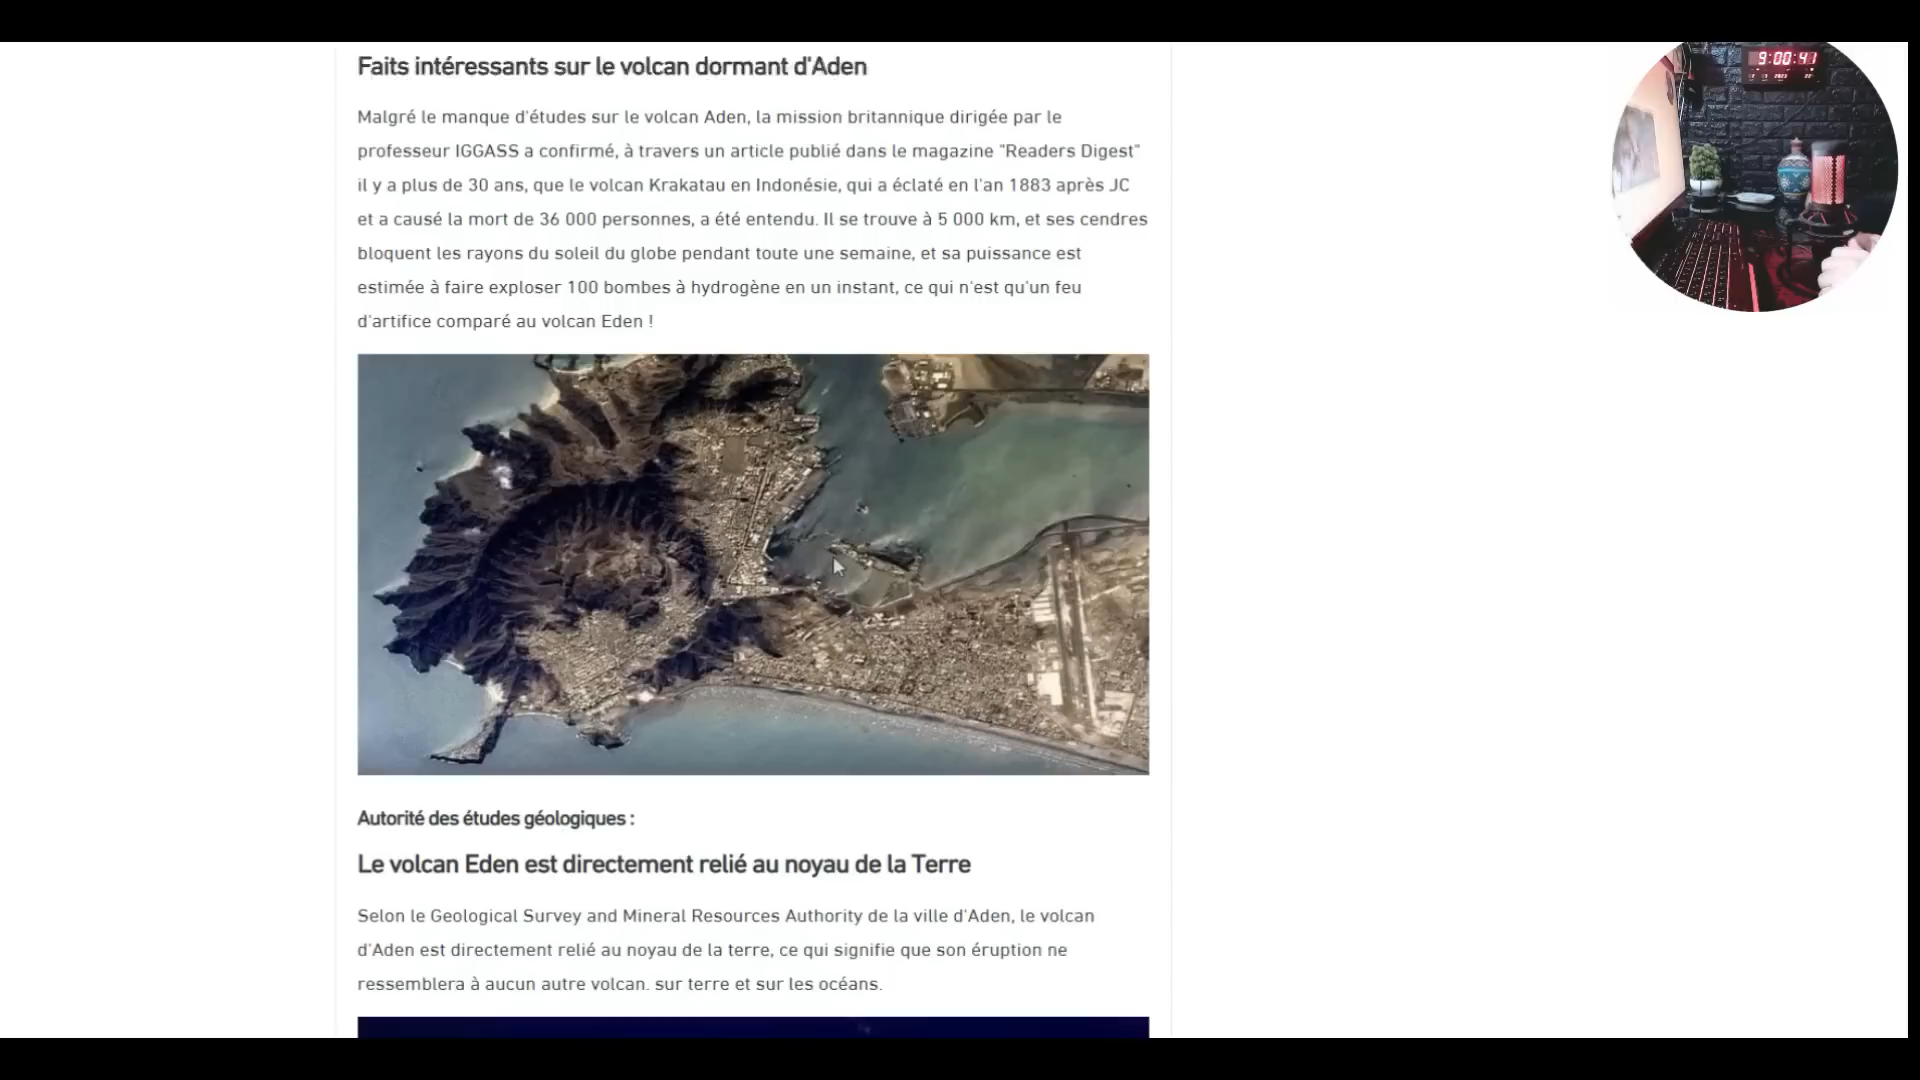 Faits intéressants sur le volcan dormant d'Aden
Malgré le manque d'études sur le volcan Aden, la mission britannique dirigée par le
professeur IGGASS a confirmé, à travers un article publié dans le magazine "Readers Digest"
il y a plus de 30 ans, que le volcan Krakatau en Indonésie, qui a éclaté en l'an 1883 après JC
et a causé la mort de 36 000 personnes, a été entendu. Il se trouve à 5 000 km, et ses cendres
bloquent les rayons du soleil du globe pendant toute une semaine, et sa puissance est
estimée à faire exploser 100 bombes à hydrogène en un instant, ce qui n'est qu'un feu
d'artifice comparé au volcan Eden !
9:00:41
Autorité des études géologiques :
Le volcan Eden est directement relié au noyau de la Terre
Selon le Geological Survey and Mineral Resources Authority de la ville d'Aden, le volcan
d'Aden est directement relié au noyau de la terre, ce qui signifie que son éruption ne
ressemblera à aucun autre volcan. sur terre et sur les océans.